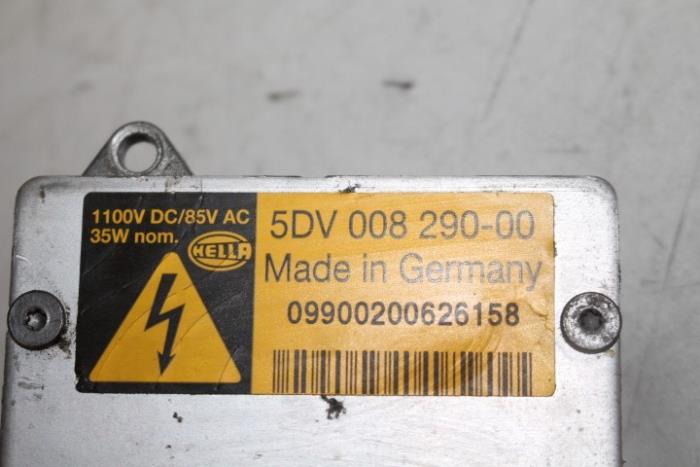 1100V DC/85V AC
35W nom.
HELLA
5DV 008 290-00
Made in Germany
09900200626158